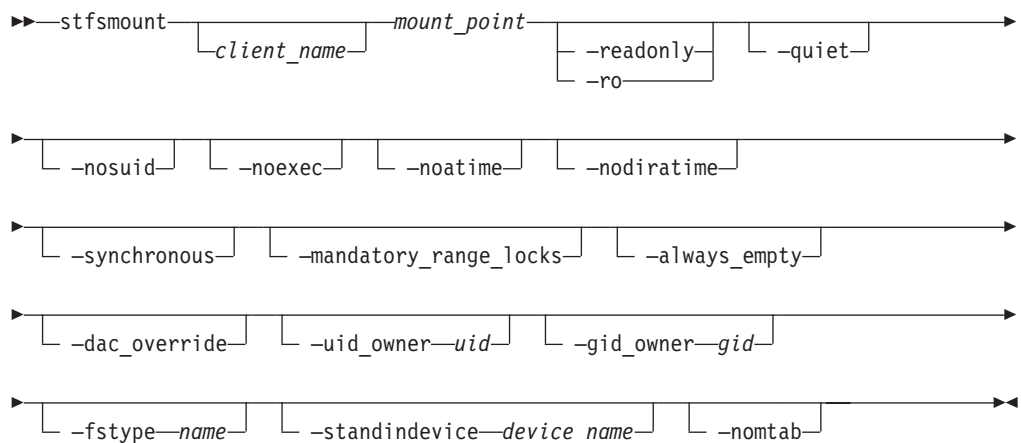 stfsmount client_name mount_point –readonly –ro –quiet
–nosuid –noexec –noatime –nodiratime
–synchronous –mandatory_range_locks –always_empty
–dac_override –uid_owner uid –gid_owner gid
–fstype name –standindevice device name –nomtab